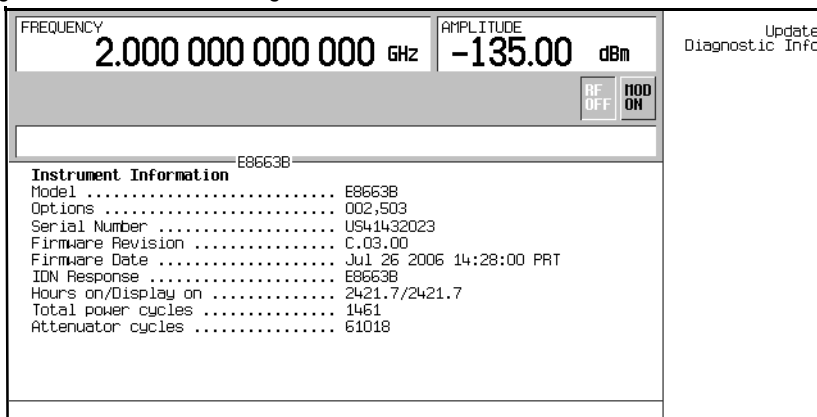 FREQUENCY
2.000 000 000 000 GHz
AMPLITUDE
-135.00 dBm
RF OFF
MOD ON
Update
Diagnostic Info
E8663B
Instrument Information
Model ............................ E8663B
Options .......................... 002,503
Serial Number .................... US41432023
Firmware Revision ................ C.03.00
Firmware Date .................... Jul 26 2006 14:28:00 PRT
IDN Response ..................... E8663B
Hours on/Display on .............. 2421.7/2421.7
Total power cycles ............... 1461
Attenuator cycles ................ 61018